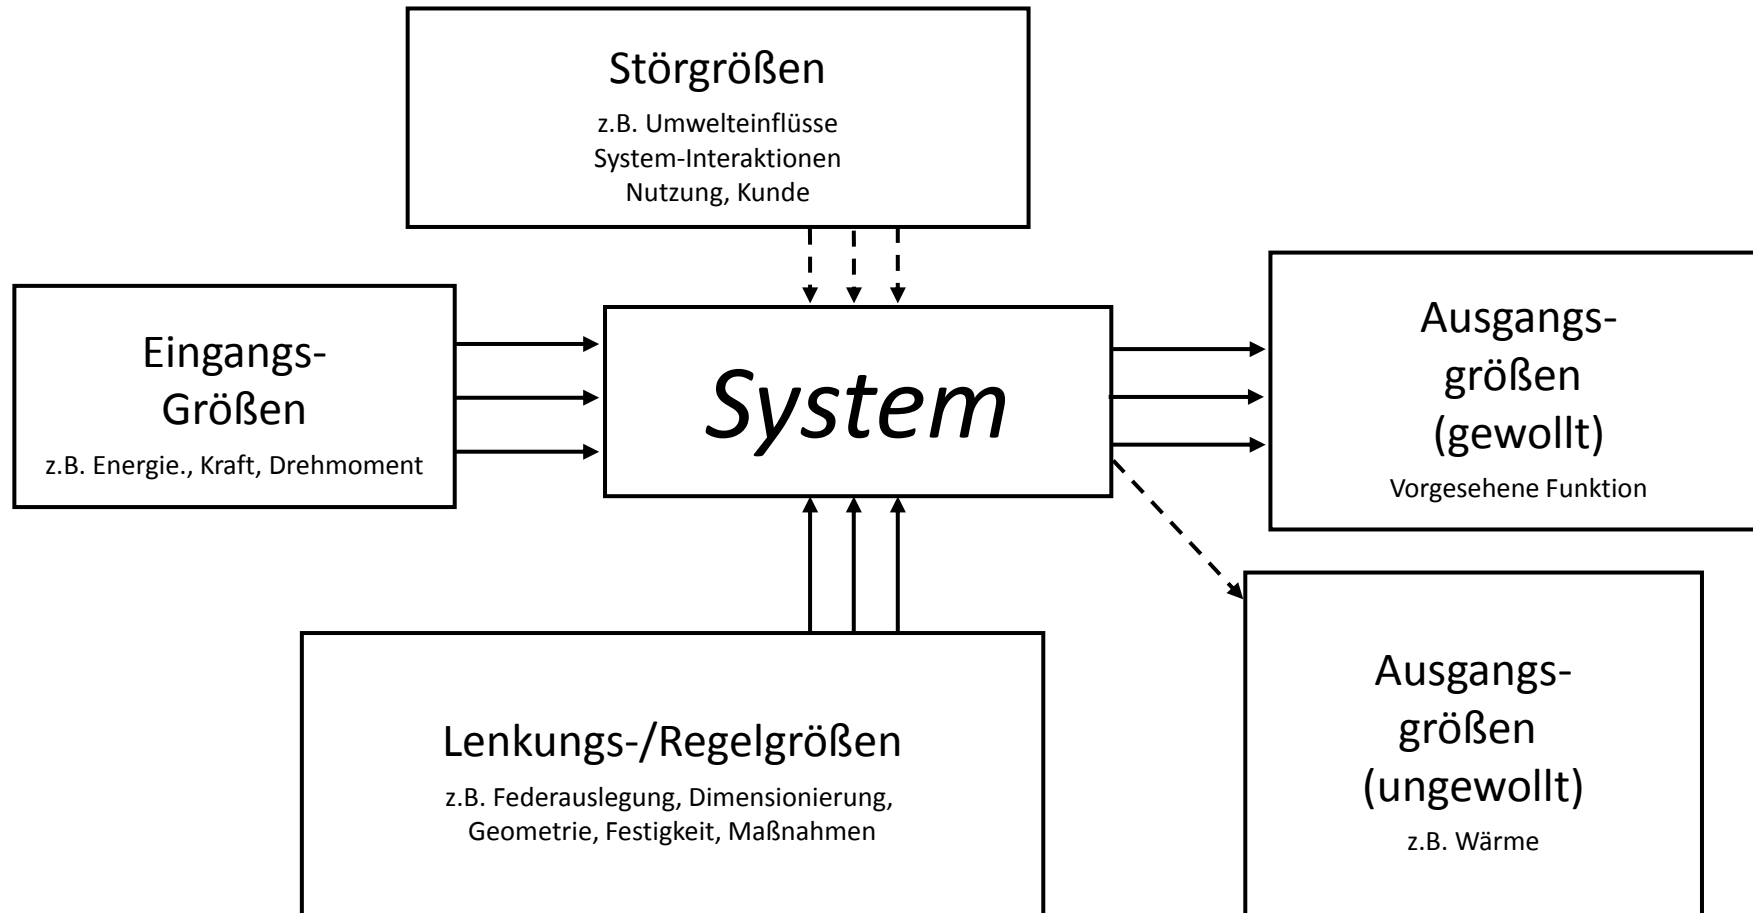 Störgrößen
z.B. Umwelteinflüsse
System-Interaktionen
Nutzung, Kunde
Eingangs-
Größen
z.B. Energie., Kraft, Drehmoment
System
Ausgangs-
größen
(gewollt)
Vorgesehene Funktion
Lenkungs-/Regelgrößen
z.B. Federauslegung, Dimensionierung,
Geometrie, Festigkeit, Maßnahmen
Ausgangs-
größen
(ungewollt)
z.B. Wärme